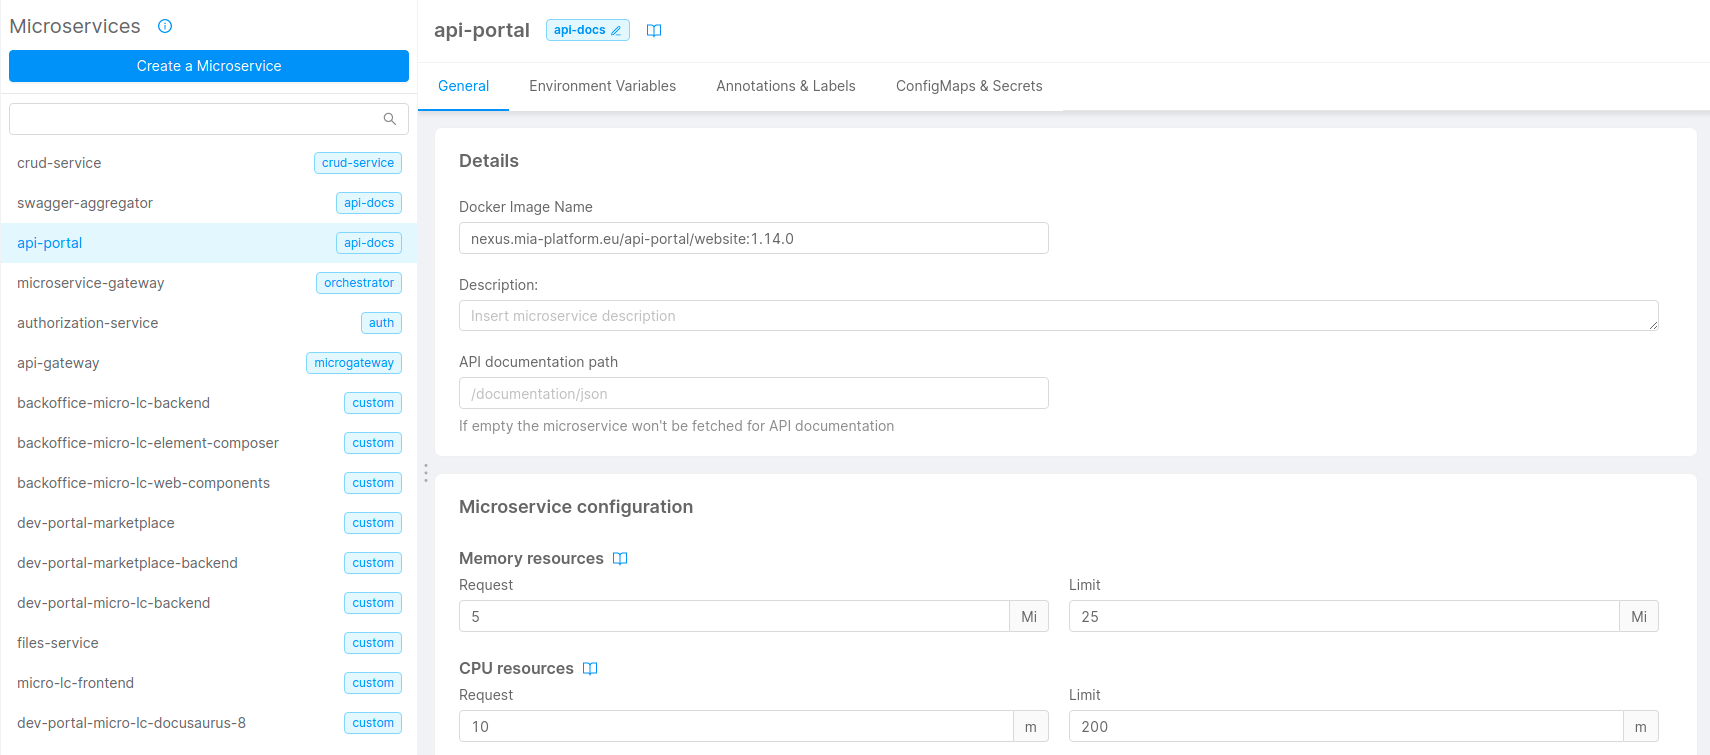 Microservices
Create a Microservice
crud-service crud-service
swagger-aggregator api-docs
api-portal api-docs
microservice-gateway orchestrator
authorization-service auth
api-gateway microgateway
backoffice-micro-lc-backend custom
backoffice-micro-lc-element-composer custom
backoffice-micro-lc-web-components custom
dev-portal-marketplace custom
dev-portal-marketplace-backend custom
dev-portal-micro-lc-backend custom
files-service custom
micro-lc-frontend custom
dev-portal-micro-lc-docusaurus-8 custom
api-portal api-docs
General Environment Variables Annotations & Labels ConfigMaps & Secrets
Details
Docker Image Name
nexus.mia-platform.eu/api-portal/website:1.14.0
Description:
Insert microservice description
API documentation path
/documentation/json
If empty the microservice won't be fetched for API documentation
Microservice configuration
Memory resources
Request Limit
5 Mi 25 Mi
CPU resources
Request Limit
10 m 200 m